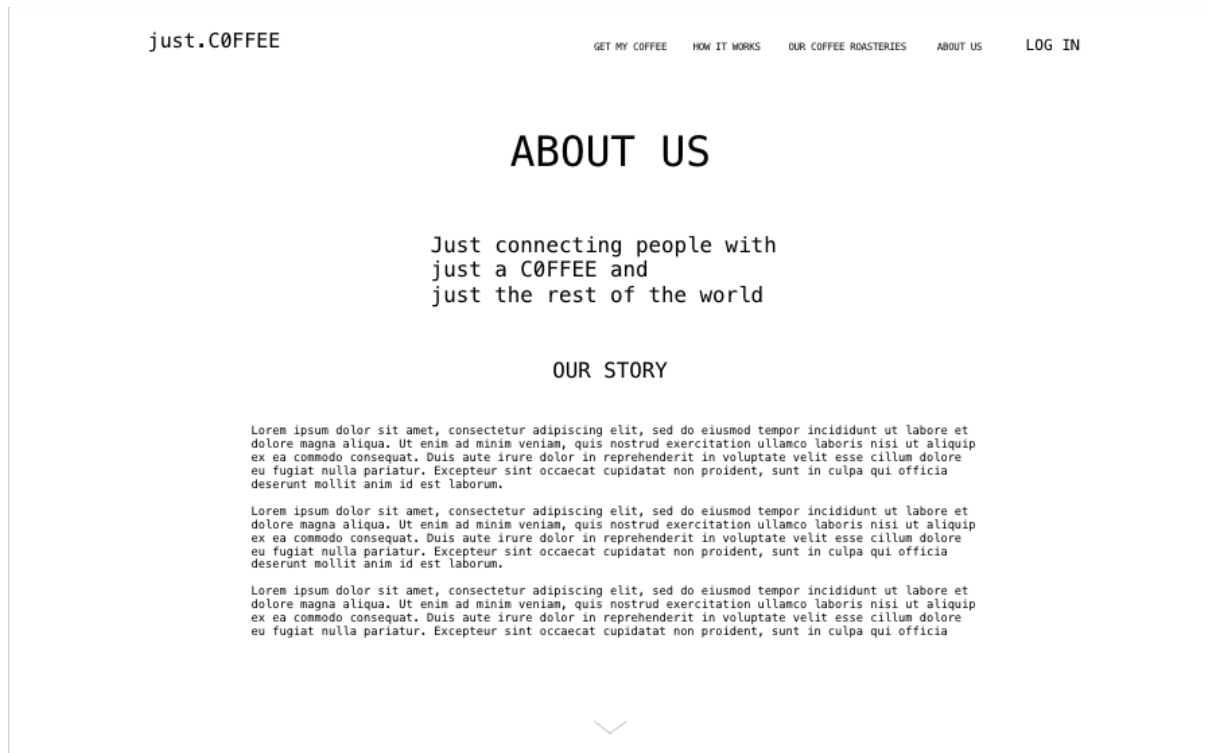 just.C0FFEE
GET MY COFFEE HOW IT WORKS OUR COFFEE ROASTERIES ABOUT US LOG IN
ABOUT US
Just connecting people with
just a C0FFEE and
just the rest of the world
OUR STORY
Lorem ipsum dolor sit amet, consectetur adipiscing elit, sed do eiusmod tempor incididunt ut labore et
dolore magna aliqua. Ut enim ad minim veniam, quis nostrud exercitation ullamco laboris nisi ut aliquip
ex ea commodo consequat. Duis aute irure dolor in reprehenderit in voluptate velit esse cillum dolore
eu fugiat nulla pariatur. Excepteur sint occaecat cupidatat non proident, sunt in culpa qui officia
deserunt mollit anim id est laborum.
Lorem ipsum dolor sit amet, consectetur adipiscing elit, sed do eiusmod tempor incididunt ut labore et
dolore magna aliqua. Ut enim ad minim veniam, quis nostrud exercitation ullamco laboris nisi ut aliquip
ex ea commodo consequat. Duis aute irure dolor in reprehenderit in voluptate velit esse cillum dolore
eu fugiat nulla pariatur. Excepteur sint occaecat cupidatat non proident, sunt in culpa qui officia
deserunt mollit anim id est laborum.
Lorem ipsum dolor sit amet, consectetur adipiscing elit, sed do eiusmod tempor incididunt ut labore et
dolore magna aliqua. Ut enim ad minim veniam, quis nostrud exercitation ullamco laboris nisi ut aliquip
ex ea commodo consequat. Duis aute irure dolor in reprehenderit in voluptate velit esse cillum dolore
eu fugiat nulla pariatur. Excepteur sint occaecat cupidatat non proident, sunt in culpa qui officia